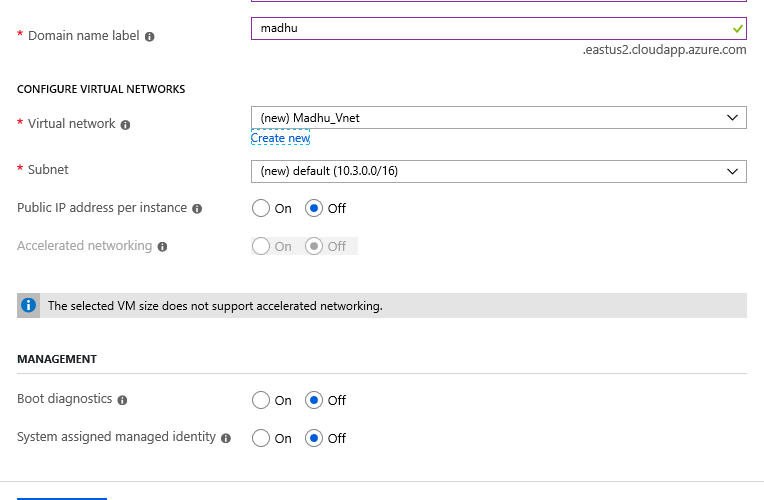 * Domain name label
madhu
.eastus2.cloudapp.azure.com
CONFIGURE VIRTUAL NETWORKS
* Virtual network
(new) Madhu_Vnet
Create new
* Subnet
(new) default (10.3.0.0/16)
Public IP address per instance
On Off
Accelerated networking
On Off
The selected VM size does not support accelerated networking.
MANAGEMENT
Boot diagnostics
On Off
System assigned managed identity
On Off